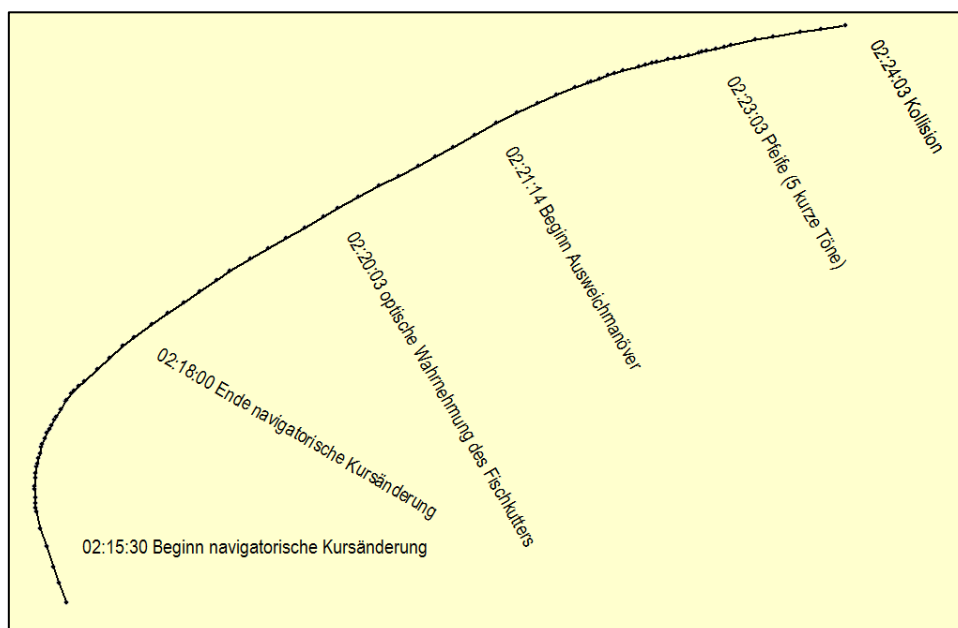 02:24:03 Kollision
02:23:03 Pfeife (5 kurze Töne)
02:21:14 Beginn Ausweichmanöver
02:20:03 optische Wahrnehmung des Fischkutters
02:18:00 Ende navigatorische Kursänderung
02:15:30 Beginn navigatorische Kursänderung